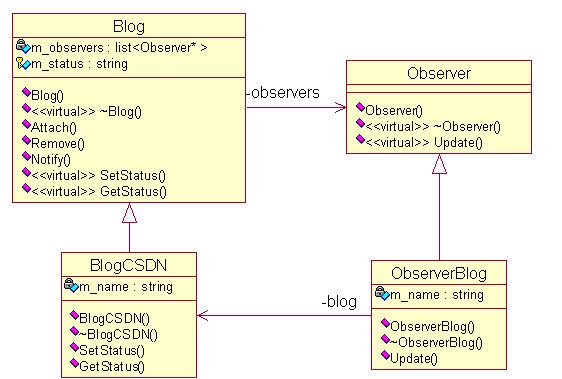 Blog
m_observers : list<Observer* >
m_status : string
Blog()
<<virtual>> ~Blog()
Attach()
Remove()
Notify()
<<virtual>> SetStatus()
<<virtual>> GetStatus()
-observers
Observer
Observer()
<<virtual>> ~Observer()
<<virtual>> Update()
BlogCSDN
m_name : string
BlogCSDN()
~BlogCSDN()
SetStatus()
GetStatus()
-blog
ObserverBlog
m_name : string
ObserverBlog()
~ObserverBlog()
Update()